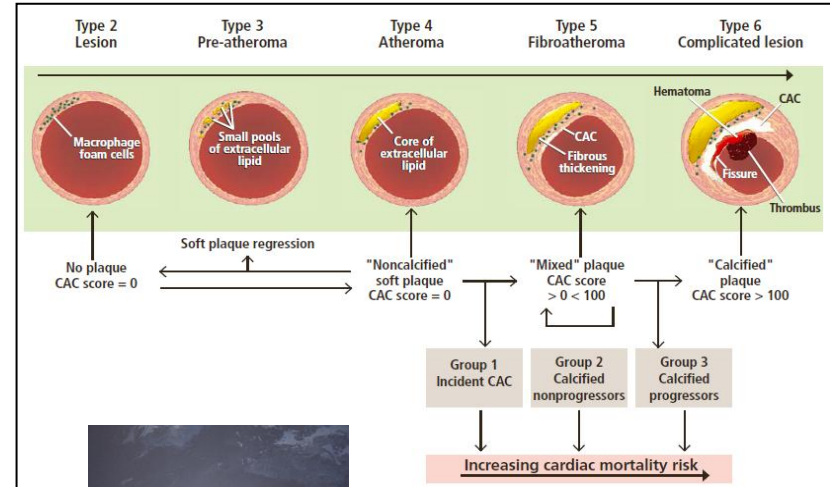 Type 2
Lesion
Type 3
Pre-atheroma
Type 4
Atheroma
Type 5
Fibroatheroma
Type 6
Complicated lesion
Macrophage
foam cells
Small pools
of extracellular
lipid
Core of
extracellular
lipid
CAC
Fibrous
thickening
Hematoma
CAC
Fissure
Thrombus
Soft plaque regression
No plaque
CAC score = 0
"Noncalcified"
soft plaque
CAC score = 0
"Mixed" plaque
CAC score
> 0 < 100
"Calcified"
plaque
CAC score > 100
Group 1
Incident CAC
Group 2
Calcified
nonprogressors
Group 3
Calcified
progressors
Increasing cardiac mortality risk